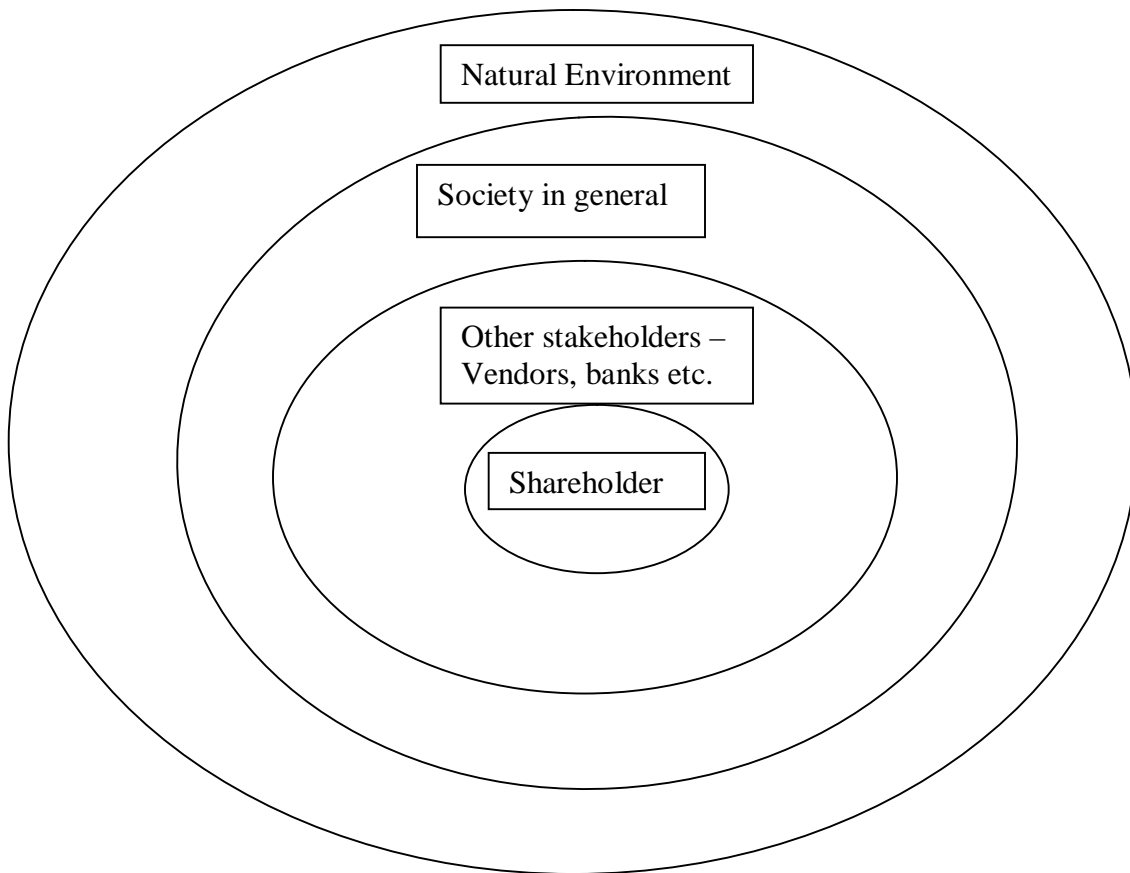 Natural Environment
Society in general
Other stakeholders –
Vendors, banks etc.
Shareholder